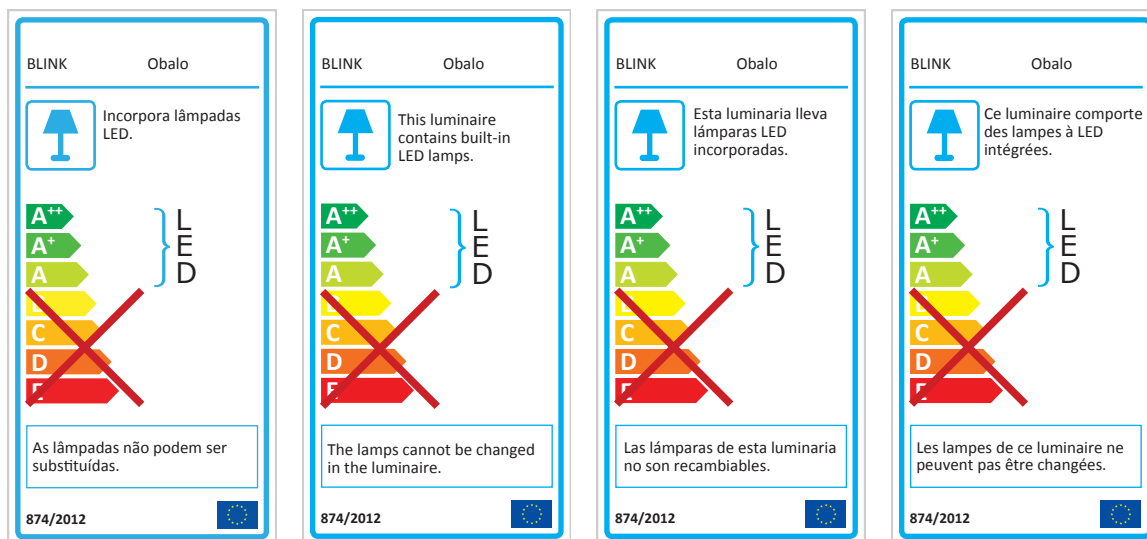 BLINK Obalo
Incorpora lâmpadas
LED.
A++
A+
A
C
D
E
L
E
D
As lâmpadas não podem ser
substituídas.
874/2012
BLINK Obalo
This luminaire
contains built-in
LED lamps.
A++
A+
A
C
D
E
L
E
D
The lamps cannot be changed
in the luminaire.
874/2012
BLINK Obalo
Esta luminaria lleva
lámparas LED
incorporadas.
A++
A+
A
C
D
E
L
E
D
Las lámparas de esta luminaria
no son recambiables.
874/2012
BLINK Obalo
Ce luminaire comporte
des lampes à LED
intégrées.
A++
A+
A
C
D
E
L
E
D
Les lampes de ce luminaire ne
peuvent pas être changées.
874/2012